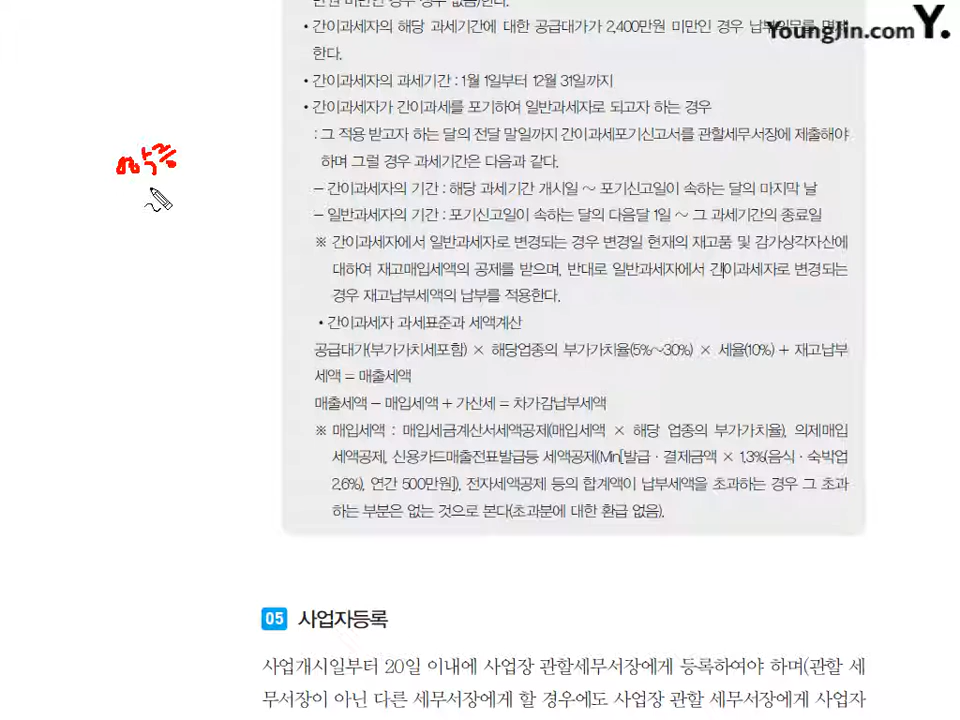 YoungJin.com Y.
• 간이과세자의 해당 과세기간에 대한 공급대가가 2,400만원 미만인 경우 납부의무를 면제
한다.
• 간이과세자의 과세기간 : 1월 1일부터 12월 31일까지
• 간이과세자가 간이과세를 포기하여 일반과세자로 되고자 하는 경우
: 그 적용 받고자 하는 달의 전달 말일까지 간이과세포기신고서를 관할세무서장에 제출해야
하며 그럴 경우 과세기간은 다음과 같다.
– 간이과세자의 기간 : 해당 과세기간 개시일 ~ 포기신고일이 속하는 달의 마지막 날
– 일반과세자의 기간 : 포기신고일이 속하는 달의 다음달 1일 ~ 그 과세기간의 종료일
※ 간이과세자에서 일반과세자로 변경되는 경우 변경일 현재의 재고품 및 감가상각자산에
대하여 재고매입세액의 공제를 받으며, 반대로 일반과세자에서 간이과세자로 변경되는
경우 재고납부세액의 납부를 적용한다.
• 간이과세자 과세표준과 세액계산
공급대가(부가가치세포함) × 해당업종의 부가가치율(5%~30%) × 세율(10%) + 재고납부
세액 = 매출세액
매출세액 – 매입세액 + 가산세 = 차가감납부세액
※ 매입세액 : 매입세금계산서세액공제(매입세액 × 해당 업종의 부가가치율), 의제매입
세액공제, 신용카드매출전표발급등 세액공제(Min[발급·결제금액 × 1.3%(음식·숙박업
2.6%), 연간 500만원]), 전자세액공제 등의 합계액이 납부세액을 초과하는 경우 그 초과
하는 부분은 없는 것으로 본다(초과분에 대한 환급 없음).
05 사업자등록
사업개시일부터 20일 이내에 사업장 관할세무서장에게 등록하여야 하며(관할 세
무서장이 아닌 다른 세무서장에게 할 경우에도 사업장 관할 세무서장에게 사업자